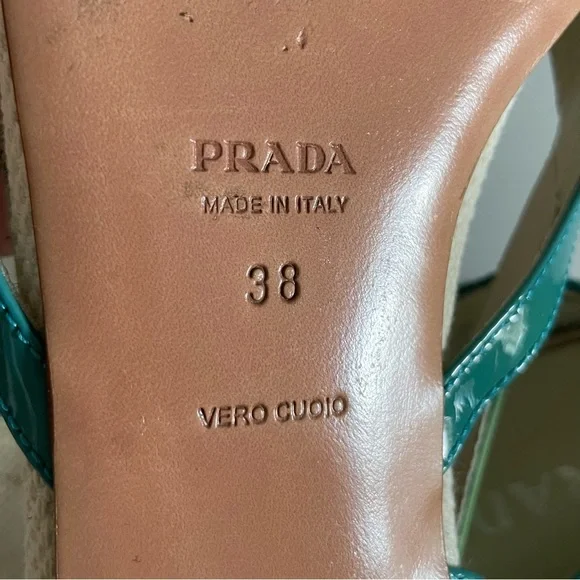 PRADA
MADE IN ITALY
38
VERO CUOIO